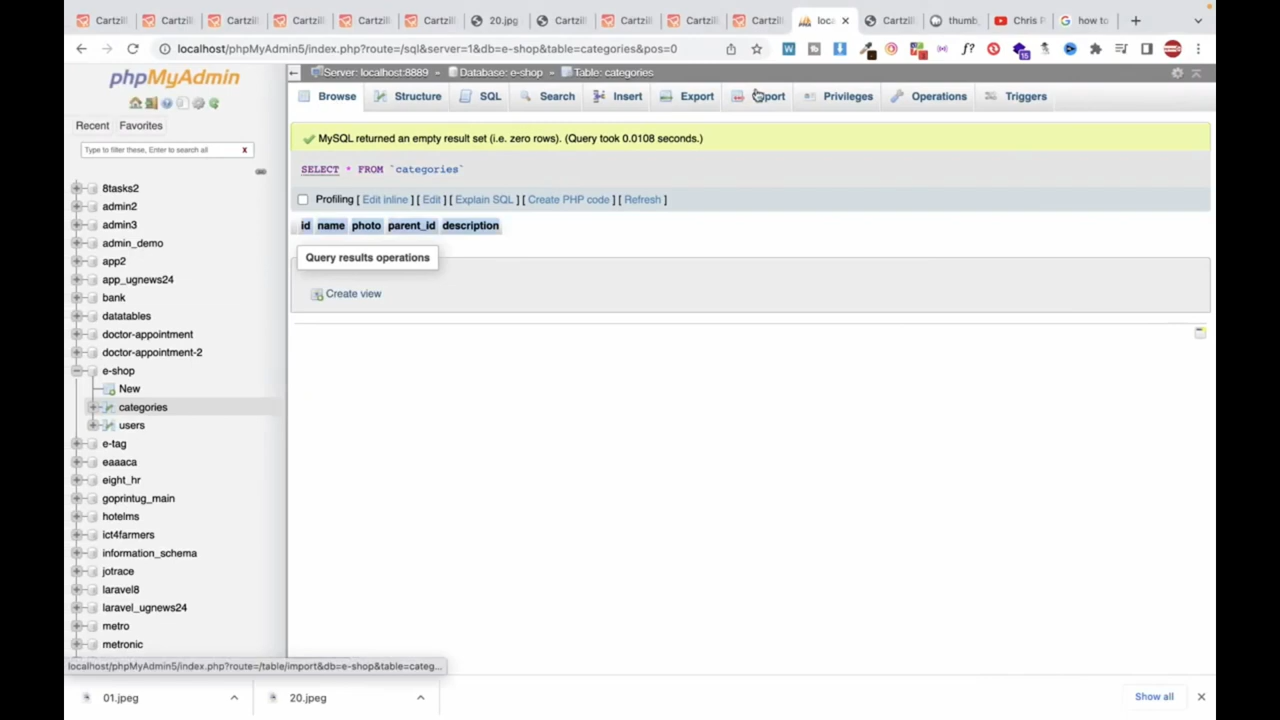 Cartzill
Cartzill
Cartzill
Cartzill
Cartzill
Cartzill
20.jpg
Cartzill
Cartzill
Cartzill
Cartzill
loca
Cartzill
thumb_
Chris P
how to
localhost/phpMyAdmin5/index.php?route=/sql&server=1&db=e-shop&table=categories&pos=0
phpMyAdmin
Recent Favorites
Type to filter these, Enter to search all X
8tasks2
admin2
admin3
admin_demo
app2
app_ugnews24
bank
datatables
doctor-appointment
doctor-appointment-2
e-shop
New
categories
users
e-tag
eaaaca
eight_hr
goprintug_main
hotelms
ict4farmers
information_schema
jotrace
laravel8
laravel_ugnews24
metro
metronic
Server: localhost:8889 » Database: e-shop » Table: categories
Browse Structure SQL Search Insert Export Import Privileges Operations Triggers
MySQL returned an empty result set (i.e. zero rows). (Query took 0.0108 seconds.)
SELECT * FROM `categories`
Profiling [ Edit inline ] [ Edit ] [ Explain SQL ] [ Create PHP code ] [ Refresh ]
id name photo parent_id description
Query results operations
Create view
localhost/phpMyAdmin5/index.php?route=/table/import&db=e-shop&table=categ...
01.jpeg
20.jpeg
Show all